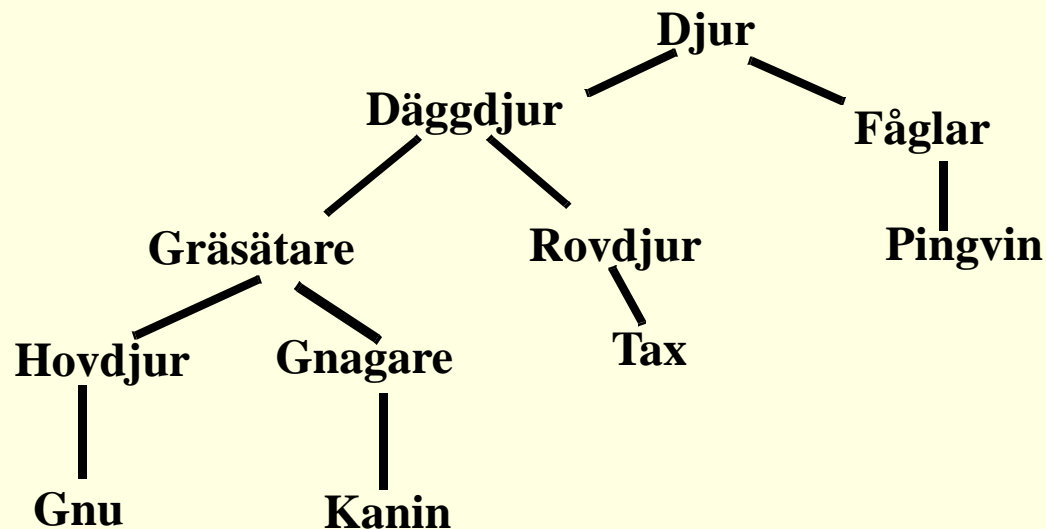 Djur
Däggdjur
Fåglar
Gräsätare
Rovdjur
Pingvin
Hovdjur
Gnagare
Tax
Gnu
Kanin